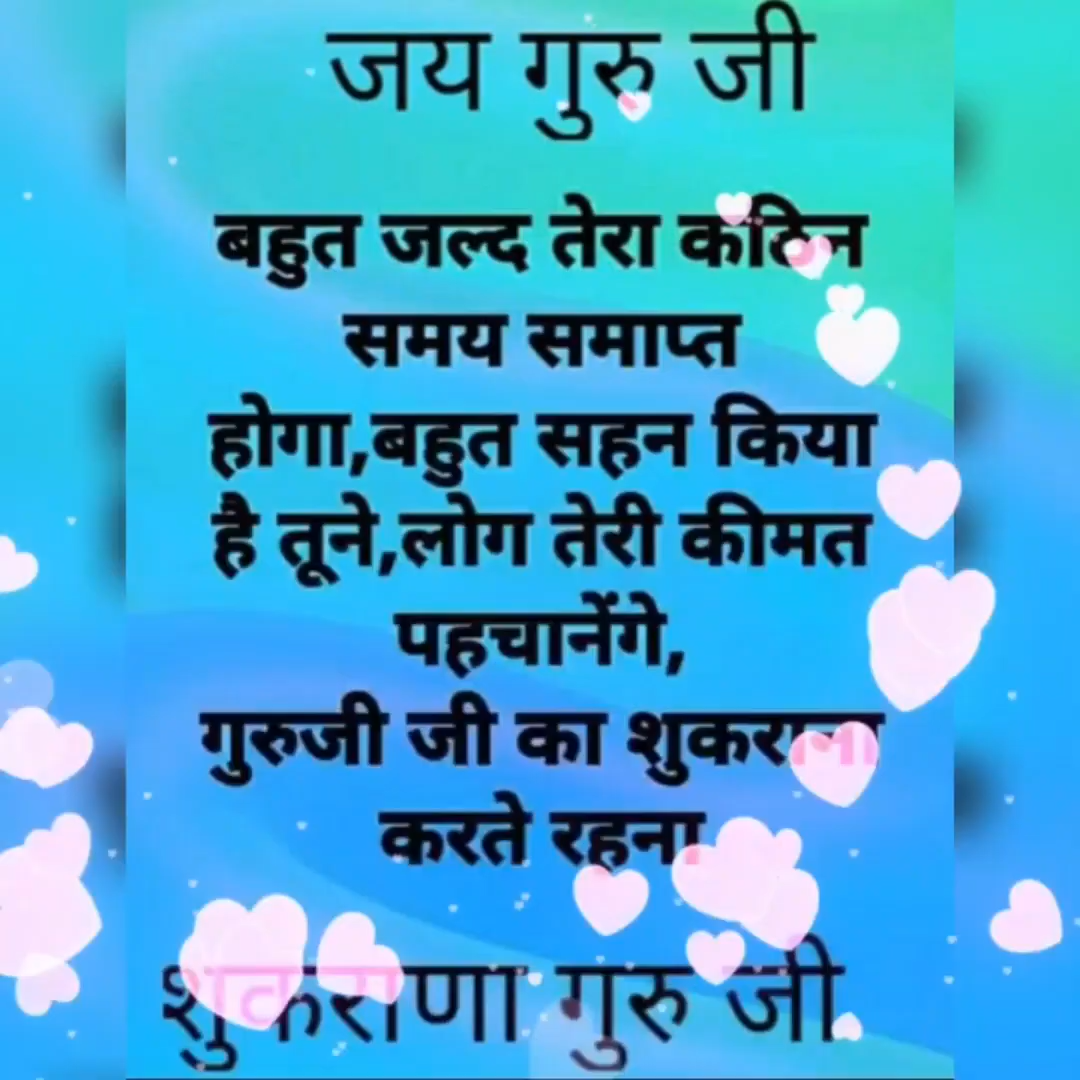 जय गुरु जी
बहुत जल्द तेरा कठिन
समय समाप्त
होगा,बहुत सहन किया
है तूने,लोग तेरी कीमत
पहचानेंगे,
गुरुजी जी का शुकराना
करते रहना
शुकराणा गुरु जी